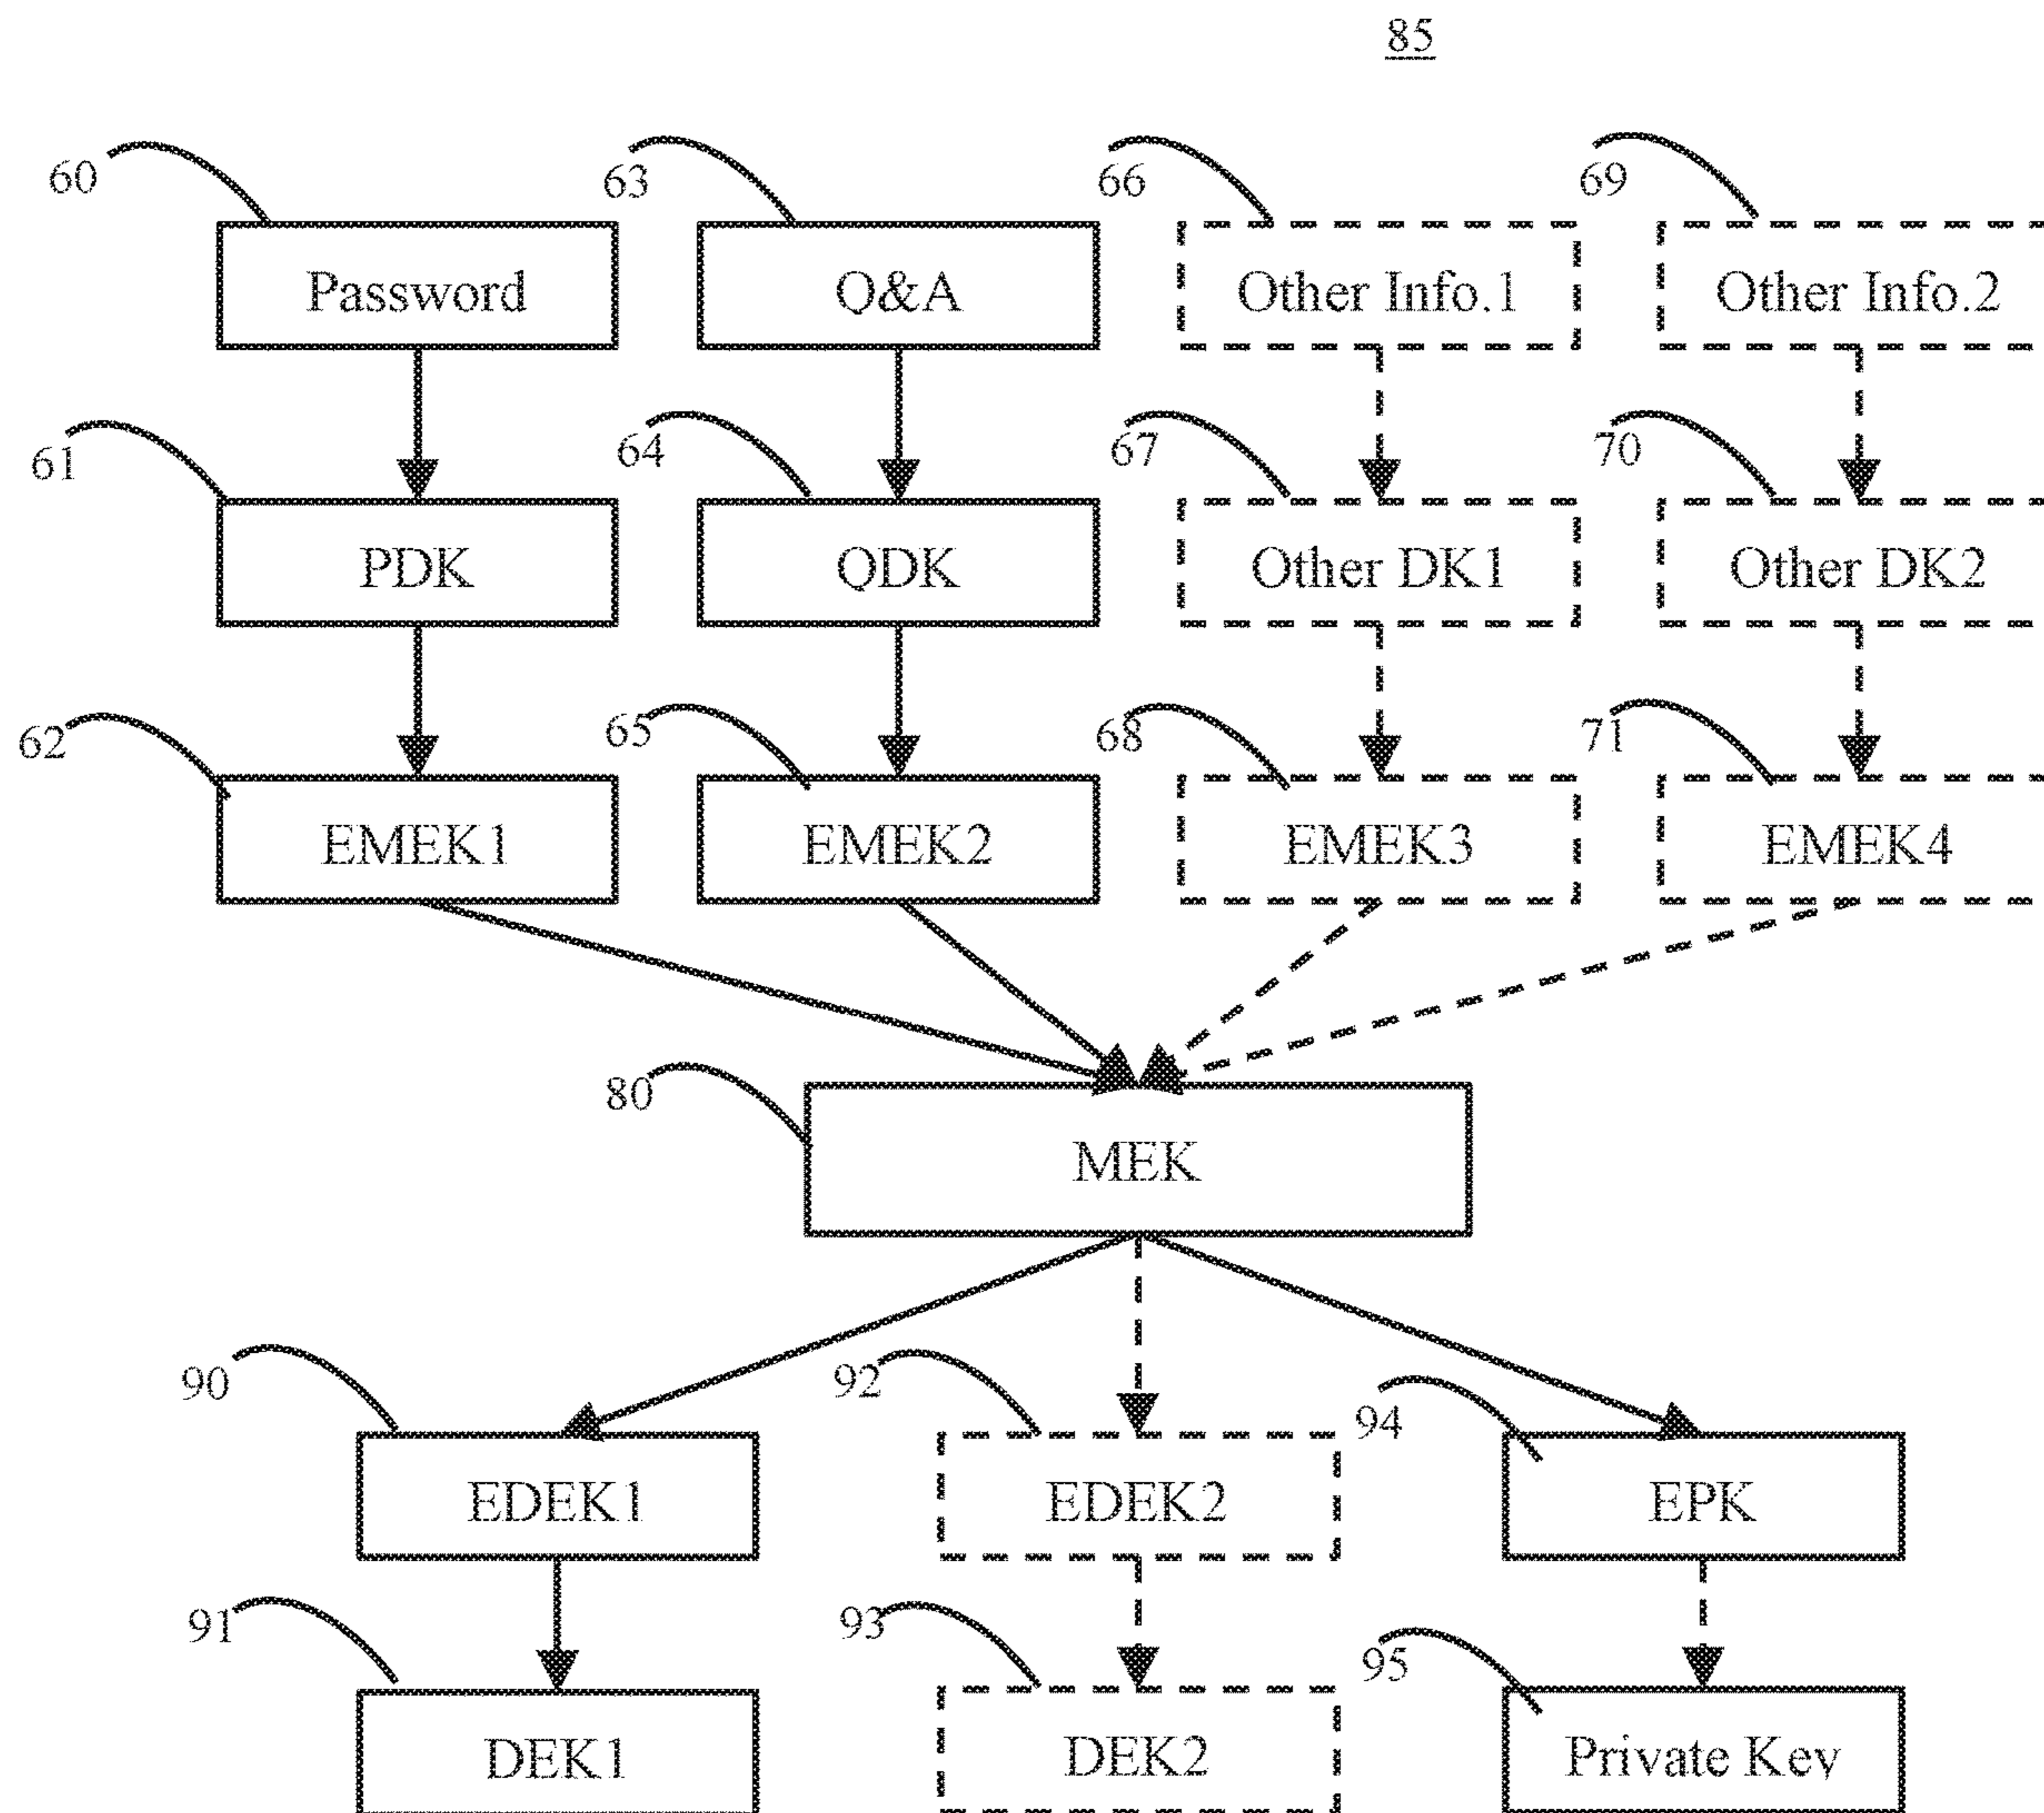 85
60
63
66
69
Password
Q&A
Other Info.1
Other Info.2
61
64
67
70
PDK
QDK
Other DK1
Other DK2
62
65
68
71
EMEK1
EMEK2
EMEK3
EMEK4
80
MEK
90
92
94
EDEK1
EDEK2
EPK
91
93
95
DEK1
DEK2
Private Key